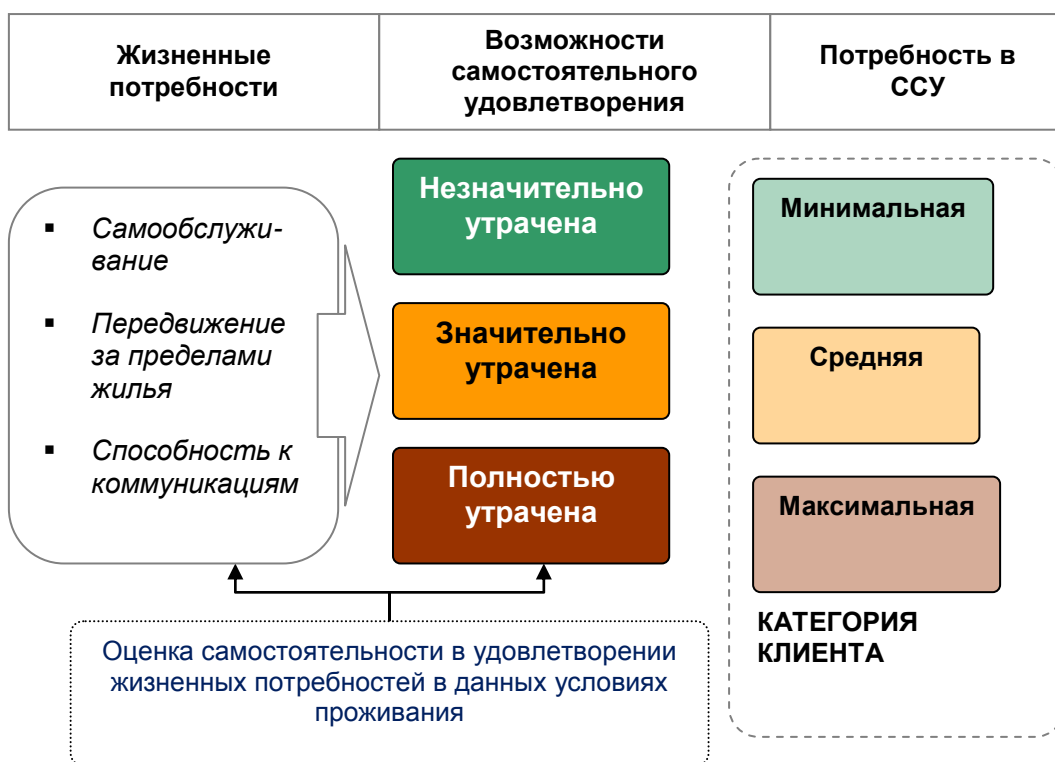 Жизненные
потребности
Возможности
самостоятельного
удовлетворения
Потребность в
ССУ
Самообслужи-
вание
Передвижение
за пределами
жилья
Способность к
коммуникациям
Незначительно
утрачена
Значительно
утрачена
Полностью
утрачена
Минимальная
Средняя
Максимальная
КАТЕГОРИЯ
КЛИЕНТА
Оценка самостоятельности в удовлетворении
жизненных потребностей в данных условиях
проживания